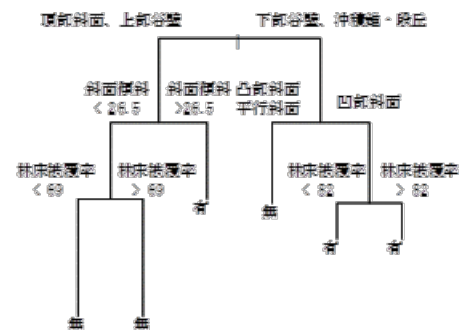 頂部斜面、上部谷壁
下部谷壁、沖積錐・段丘
斜面傾斜
< 26.5
斜面傾斜
>26.5
凸部斜面
平行斜面
凹部斜面
林床被覆率
< 69
林床被覆率
> 69
有
無
林床被覆率
< 82
林床被覆率
> 82
有
有
無
無